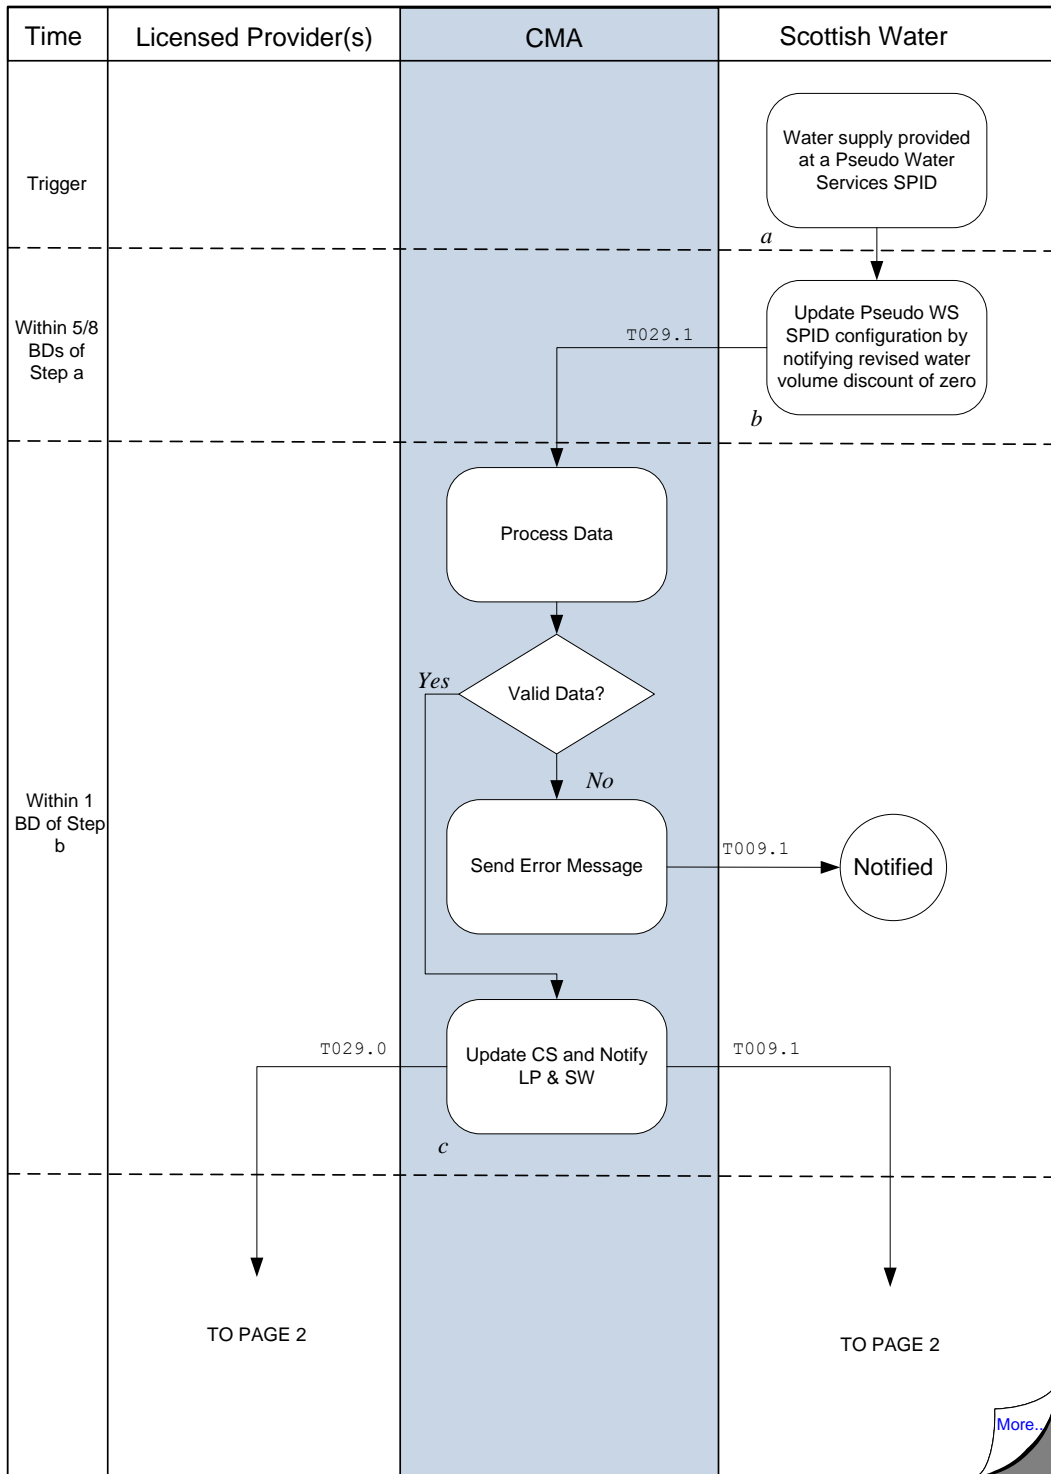 Time
Licensed Provider(s)
CMA
Scottish Water
Trigger
Water supply provided
at a Pseudo Water
Services SPID
a
Within 5/8
BDs of
Step a
Update Pseudo WS
SPID configuration by
notifying revised water
volume discount of zero
T029.1
b
Process Data
Valid Data?
Yes
No
Within 1
BD of Step
b
Send Error Message
T009.1
Notified
T029.0
Update CS and Notify
LP & SW
T009.1
c
TO PAGE 2
TO PAGE 2
More..